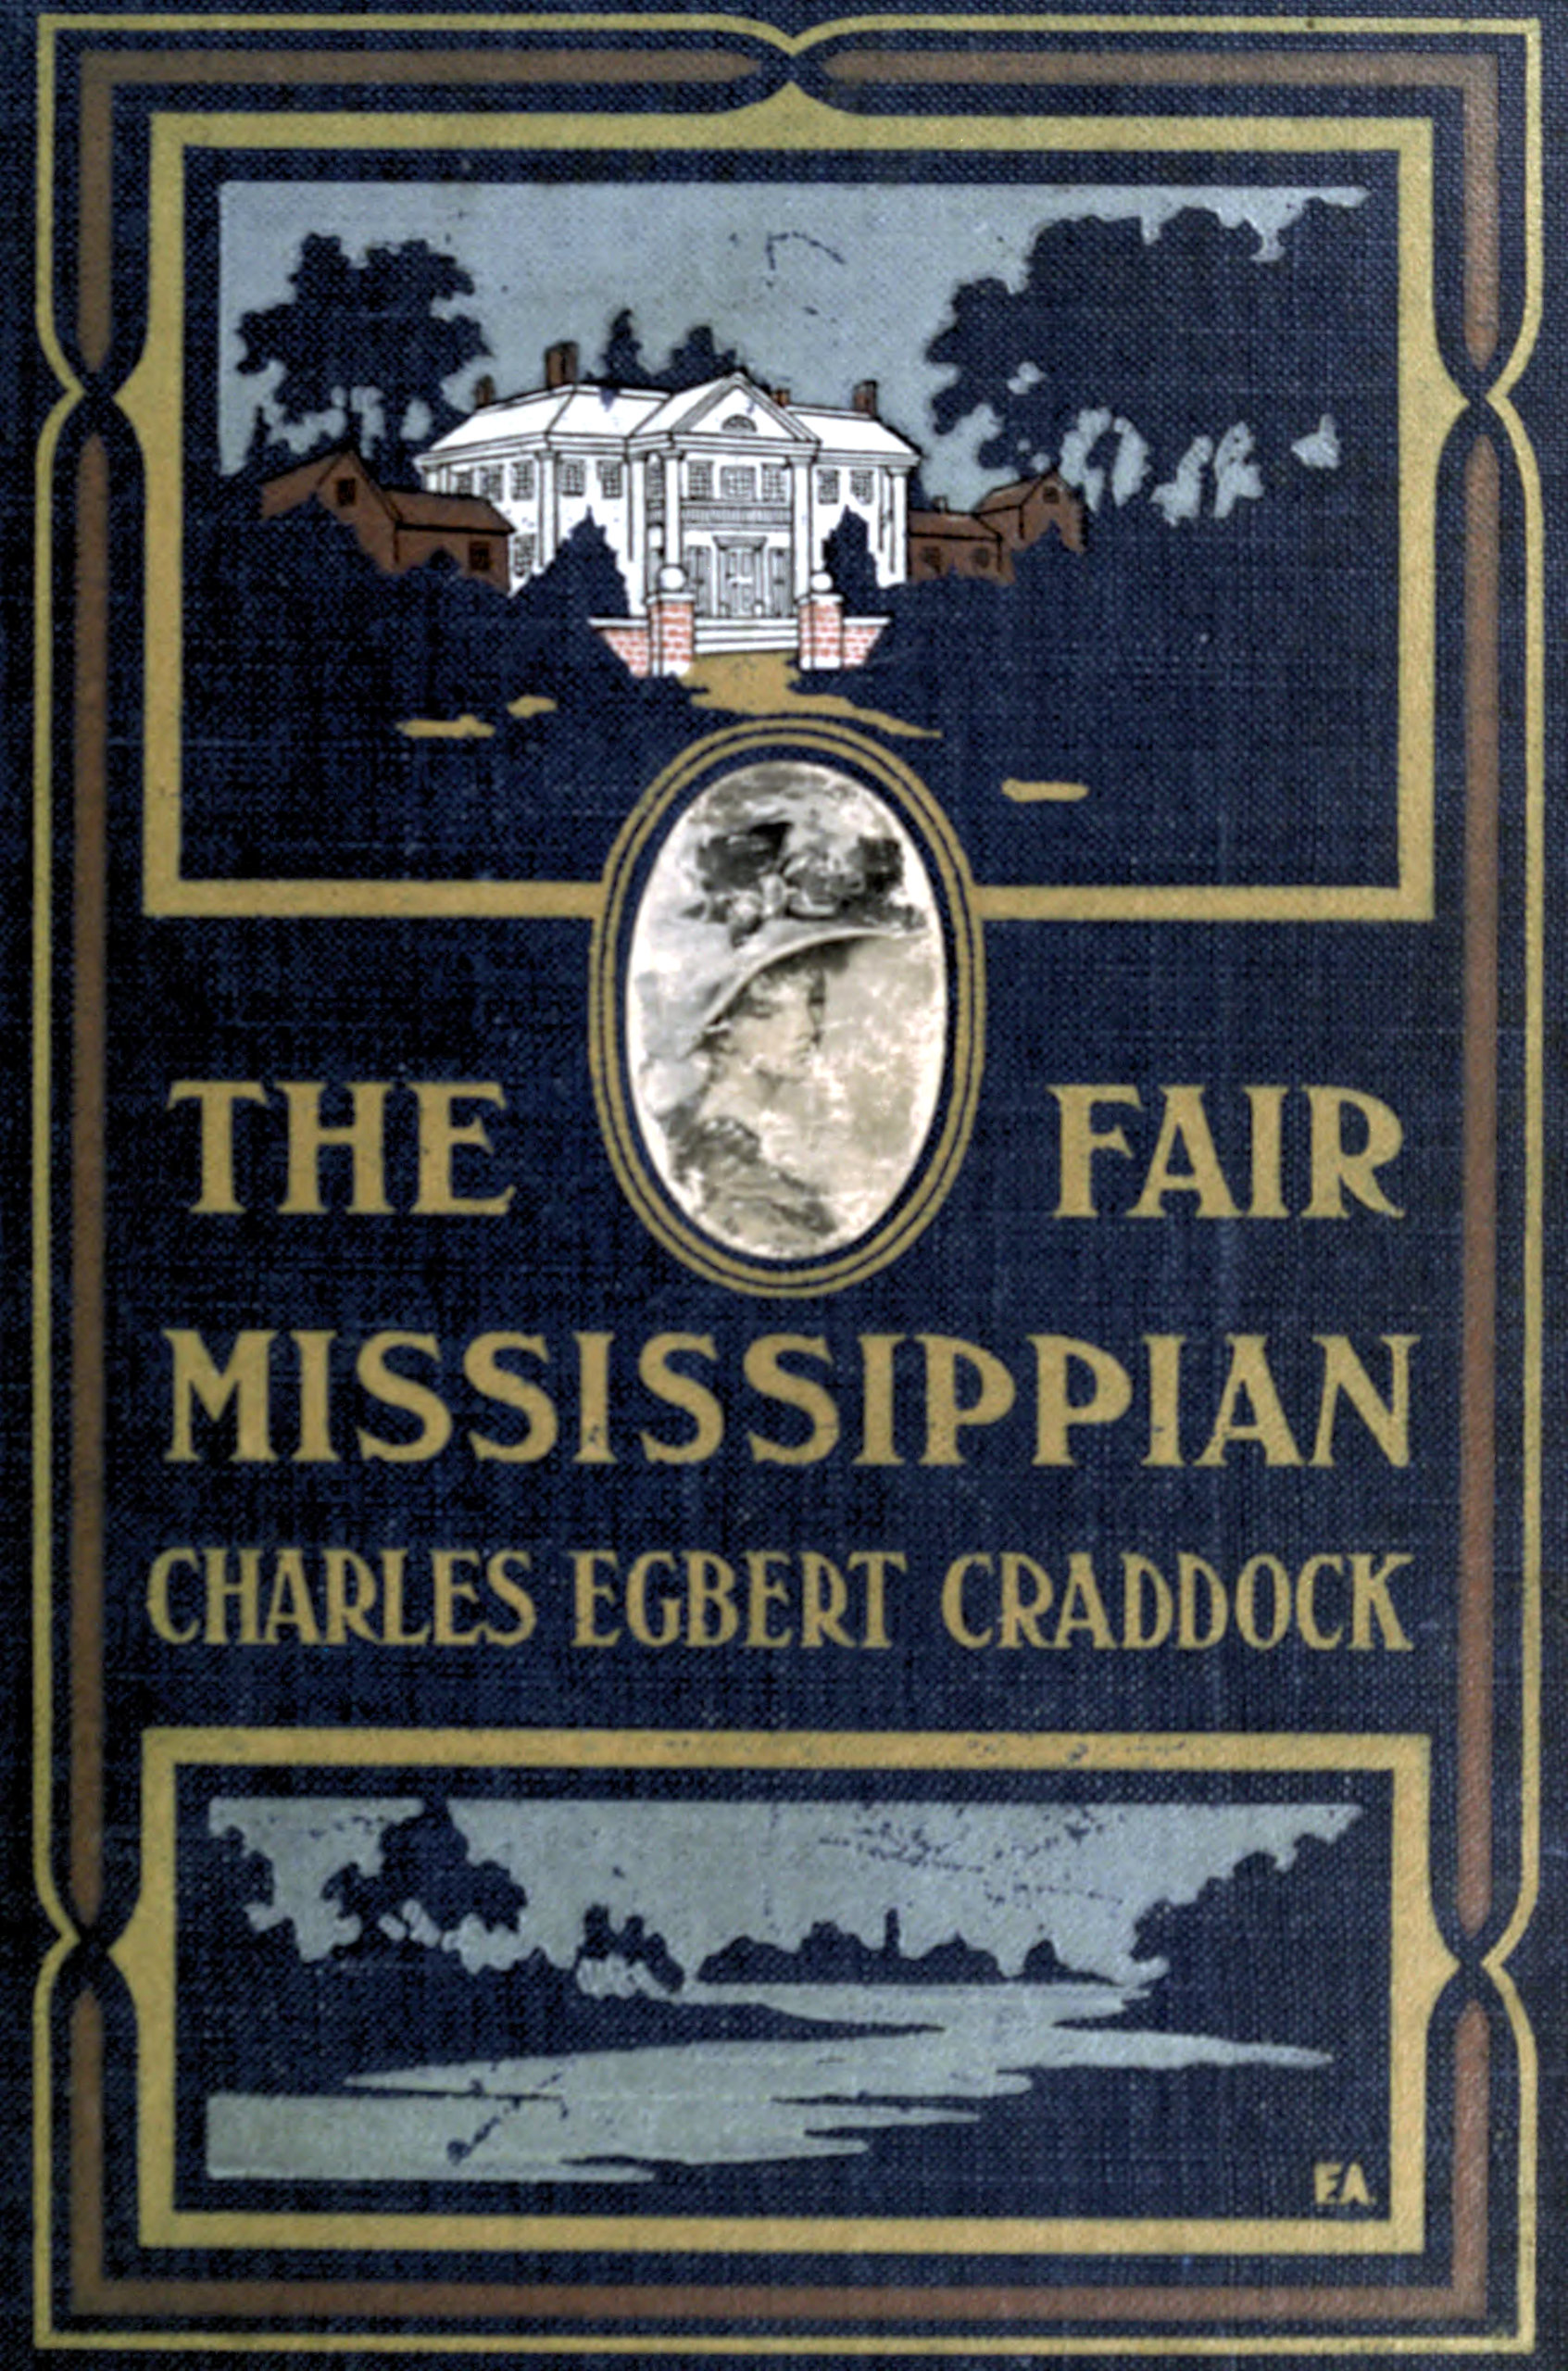 THE FAIR
MISSISSIPPIAN
CHARLES EGBERT CRADDOCK
E.A.